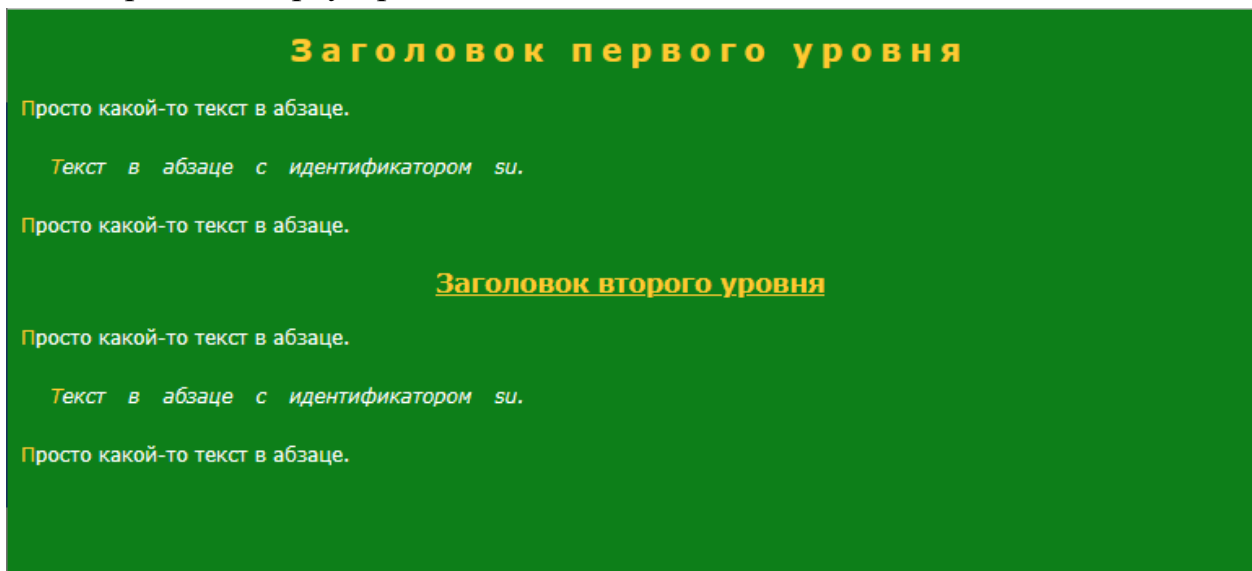 Заголовок первого уровня
Просто какой-то текст в абзаце.
Текст в абзаце с идентификатором su.
Просто какой-то текст в абзаце.
Заголовок второго уровня
Просто какой-то текст в абзаце.
Текст в абзаце с идентификатором su.
Просто какой-то текст в абзаце.